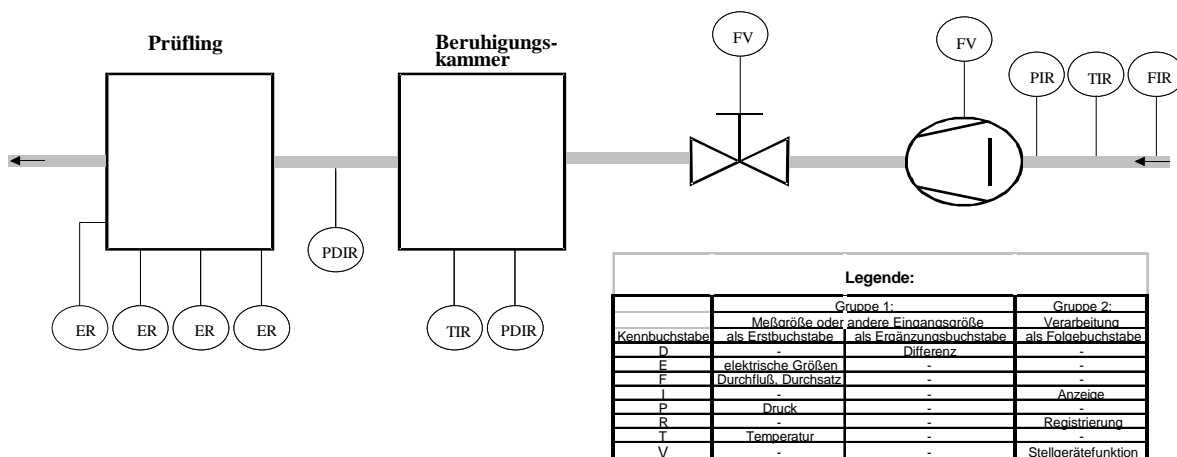 Prüfling
Beruhigungs-
kammer
FV
FV
PIR
TIR
FIR
PDIR
ER
ER
ER
ER
TIR
PDIR
Legende:
Gruppe 1: Gruppe 2:
Meßgröße oder andere Eingangsgröße Verarbeitung
Kennbuchstabe als Erstbuchstabe als Ergänzungsbuchstabe als Folgebuchstabe
D - Differenz -
E elektrische Größen - -
F Durchfluß, Durchsatz - -
I - - Anzeige
P Druck - -
R - - Registrierung
T Temperatur - -
V - - Stellgerätefunktion